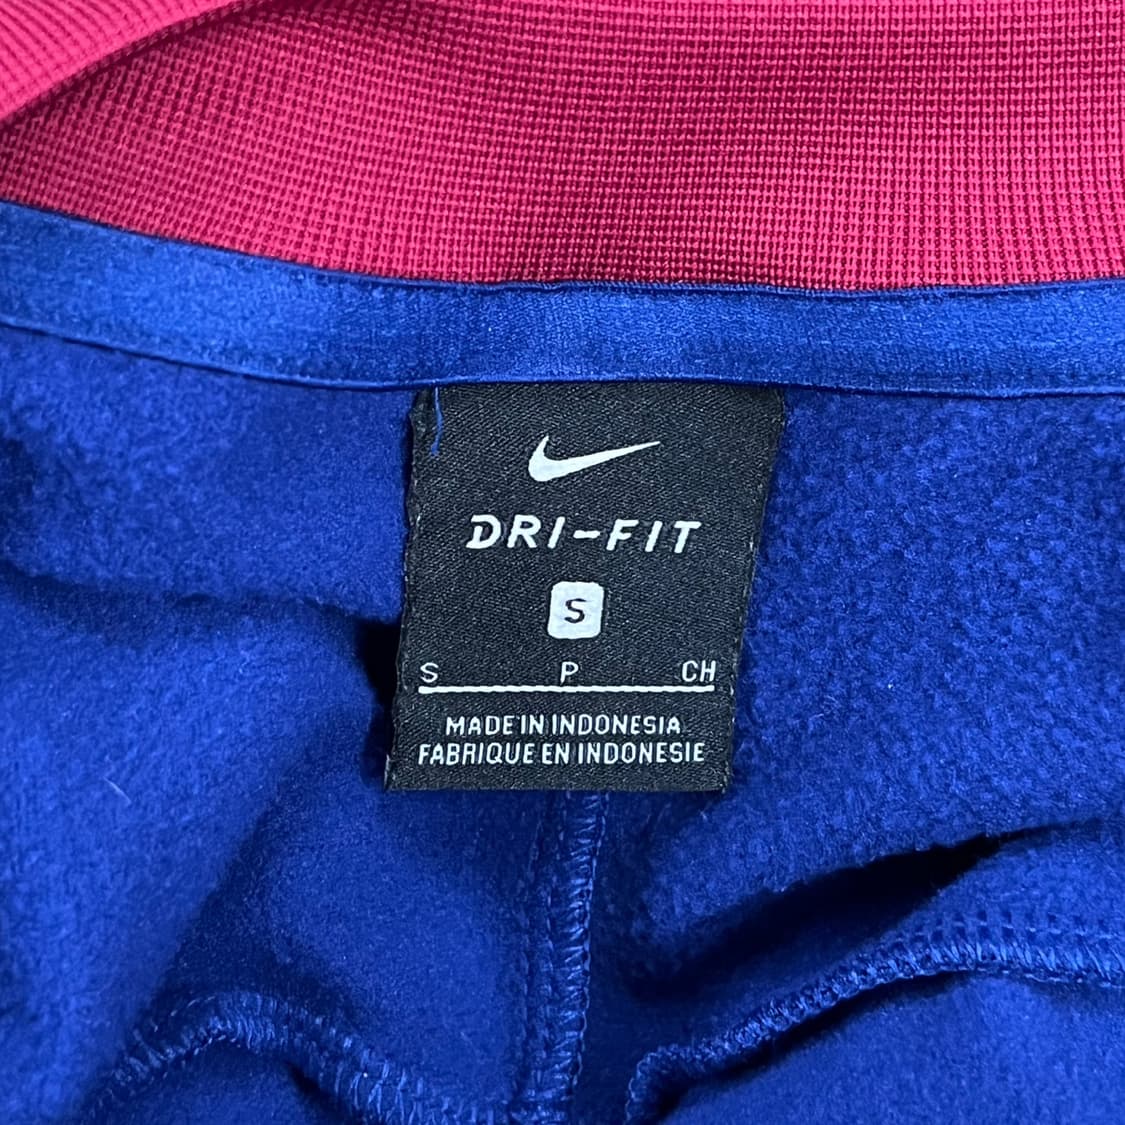 DRI-FIT
S
S P CH
MADE IN INDONESIA
FABRIQUE EN INDONESIE